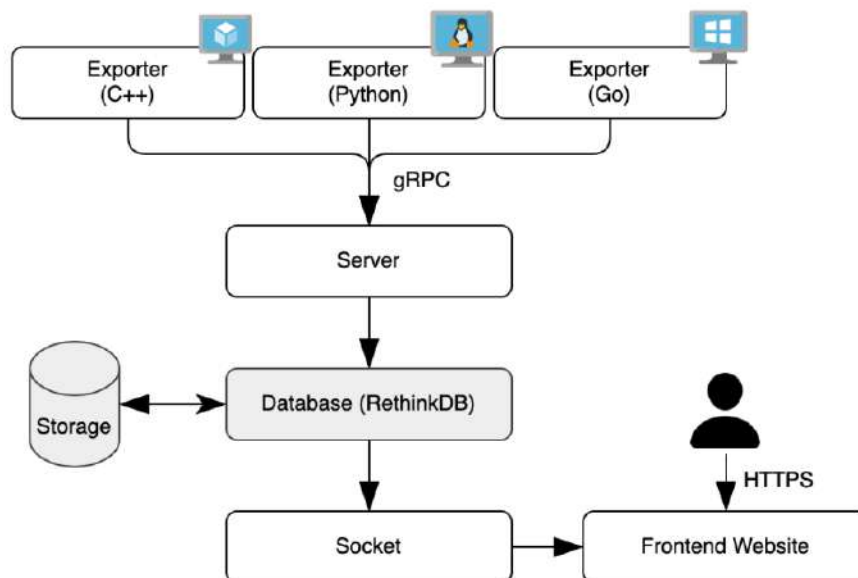 Exporter
(C++)
Exporter
(Python)
Exporter
(Go)
gRPC
Server
Database (RethinkDB)
Storage
HTTPS
Socket
Frontend Website